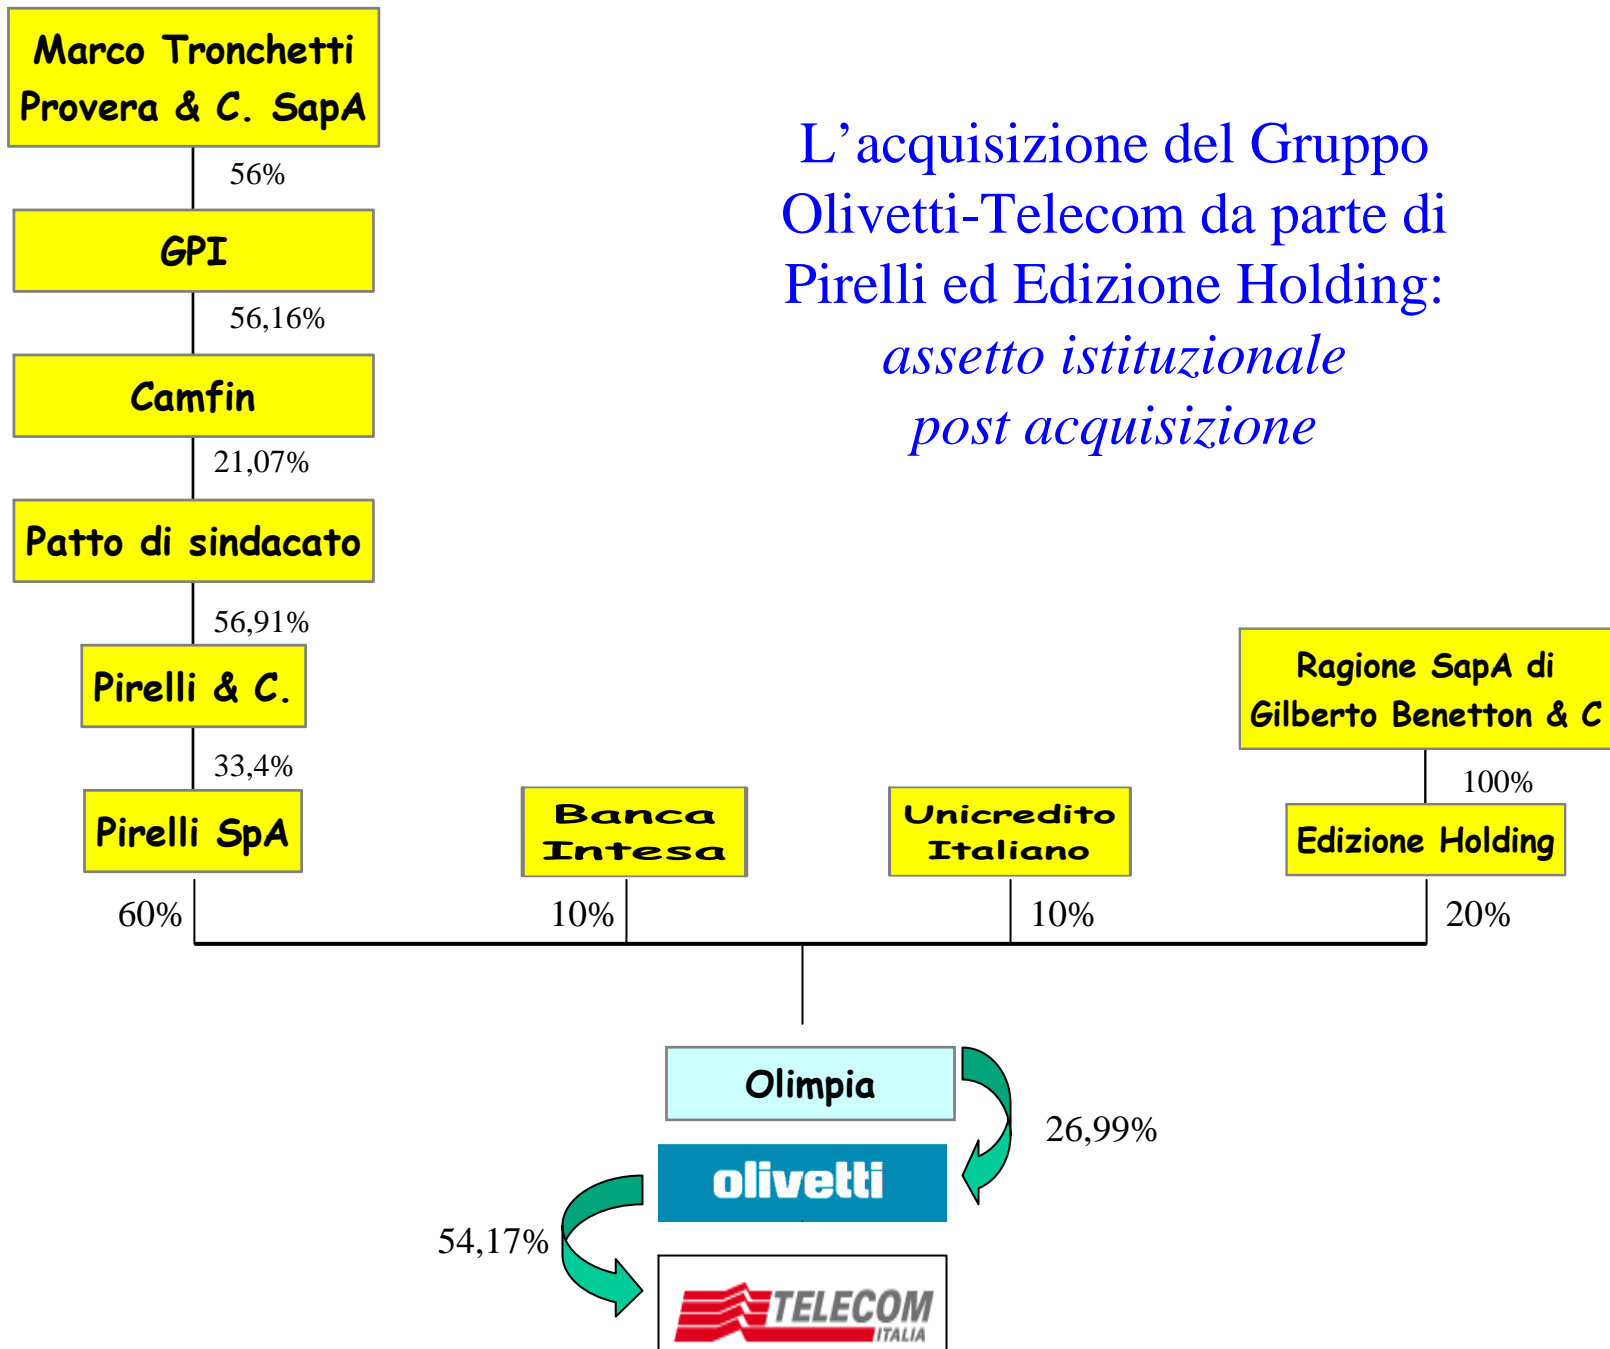 Marco Tronchetti
Provera & C. SapA
56%
GPI
56,16%
Camfin
21,07%
Patto di sindacato
56,91%
Pirelli & C.
33,4%
Pirelli SpA
60%
L’acquisizione del Gruppo
Olivetti-Telecom da parte di
Pirelli ed Edizione Holding:
assetto istituzionale
post acquisizione
Banca
Intesa
10%
Unicredito
Italiano
10%
Ragione SapA di
Gilberto Benetton & C
100%
Edizione Holding
20%
Olimpia
26,99%
olivetti
54,17%
TELECOM
ITALIA